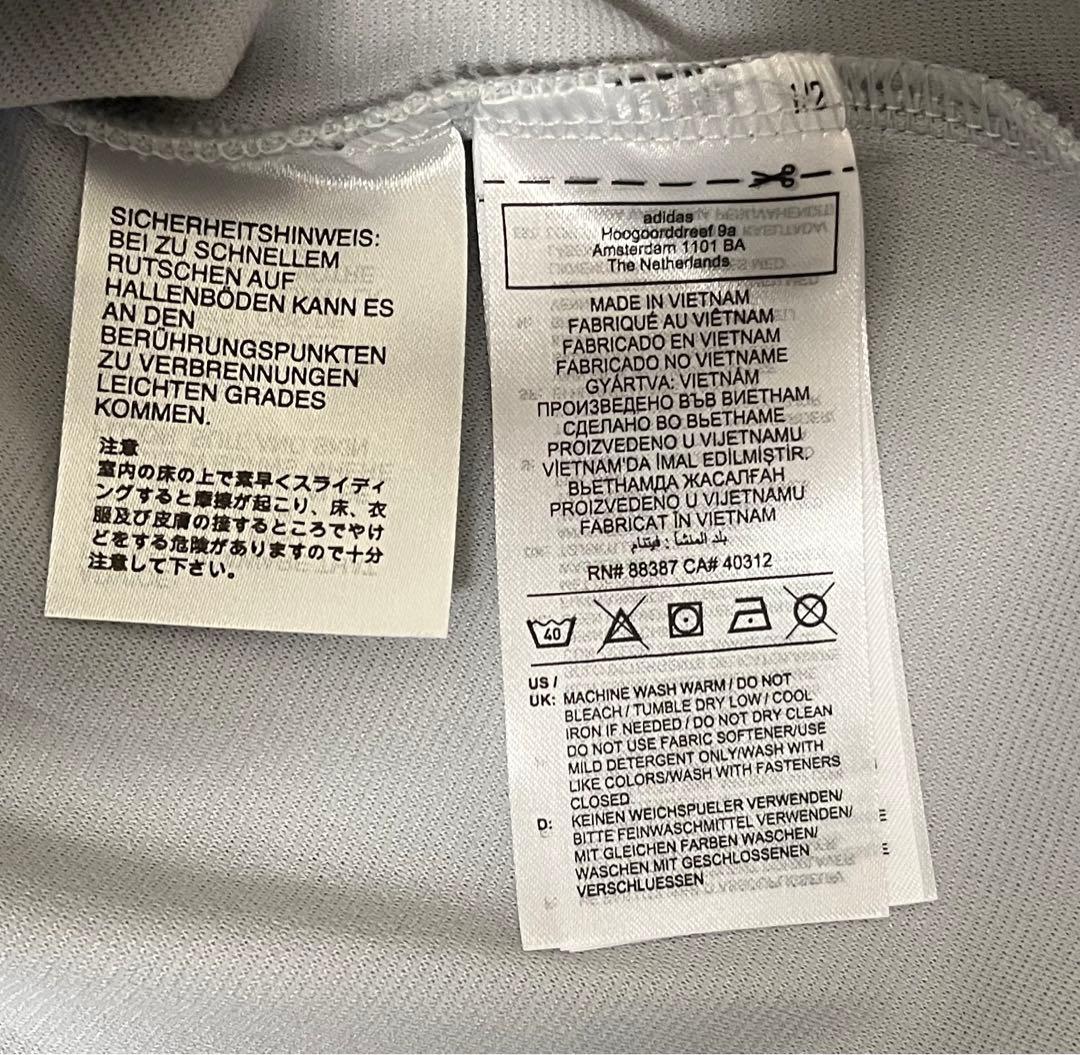 SICHERHEITSHINWEIS:
BEI ZU SCHNELLEM
RUTSCHEN AUF
HALLENBÖDEN KANN ES
AN DEN
BERÜHRUNGSPUNKTEN
ZU VERBRENNUNGEN
LEICHTEN GRADES
KOMMEN.
注意
室内の床の上で素早くスライディ
ングすると摩擦が起こり、床、衣
服及び皮膚の接するところでやけ
どをする危険がありますので十分
注意して下さい。
1/2
adidas
Hoogoorddreef 9a
Amsterdam 1101 BA
The Netherlands
MADE IN VIETNAM
FABRIQUÉ AU VIÊTNAM
FABRICADO EN VIETNAM
FABRICADO NO VIETNAME
GYÁRTVA: VIETNÁM
ПРОИЗВЕДЕНО ВЪВ ВИЕТНАМ
СДЕЛАНО ВО ВЬЕТНАМЕ
PROIZVEDENO U VIJETNAMU
VİETNAM'DA İMAL EDİLMİŞTİR.
ВЬЕТНАМДА ЖАСАЛҒАН
PROIZVEDENO U VIJETNAMU
FABRICAT ÎN VIETNAM
بلد المنشأ : فيتنام
RN# 88387 CA# 40312
40
US /
UK: MACHINE WASH WARM / DO NOT
BLEACH / TUMBLE DRY LOW / COOL
IRON IF NEEDED / DO NOT DRY CLEAN
DO NOT USE FABRIC SOFTENER/USE
MILD DETERGENT ONLY/WASH WITH
LIKE COLORS/WASH WITH FASTENERS
CLOSED
D: KEINEN WEICHSPUELER VERWENDEN/
BITTE FEINWASCHMITTEL VERWENDEN/
MIT GLEICHEN FARBEN WASCHEN/
WASCHEN MIT GESCHLOSSENEN
VERSCHLUESSEN